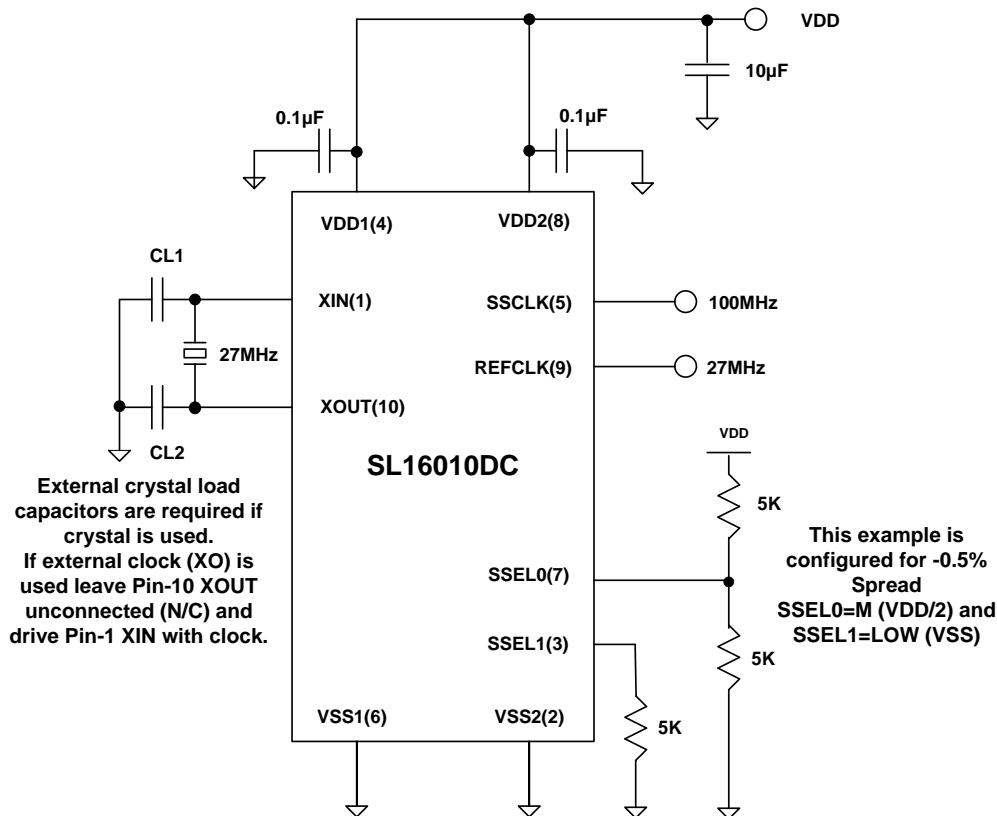 VDD
10µF
0.1µF
0.1µF
VDD1(4)
VDD2(8)
CL1
XIN(1)
SSCLK(5)
100MHz
27MHz
REFCLK(9)
27MHz
XOUT(10)
CL2
VDD
SL16010DC
External crystal load
capacitors are required if
crystal is used.
If external clock (XO) is
used leave Pin-10 XOUT
unconnected (N/C) and
drive Pin-1 XIN with clock.
5K
This example is
configured for -0.5%
Spread
SSEL0=M (VDD/2) and
SSEL1=LOW (VSS)
SSEL0(7)
SSEL1(3)
5K
VSS1(6)
VSS2(2)
5K